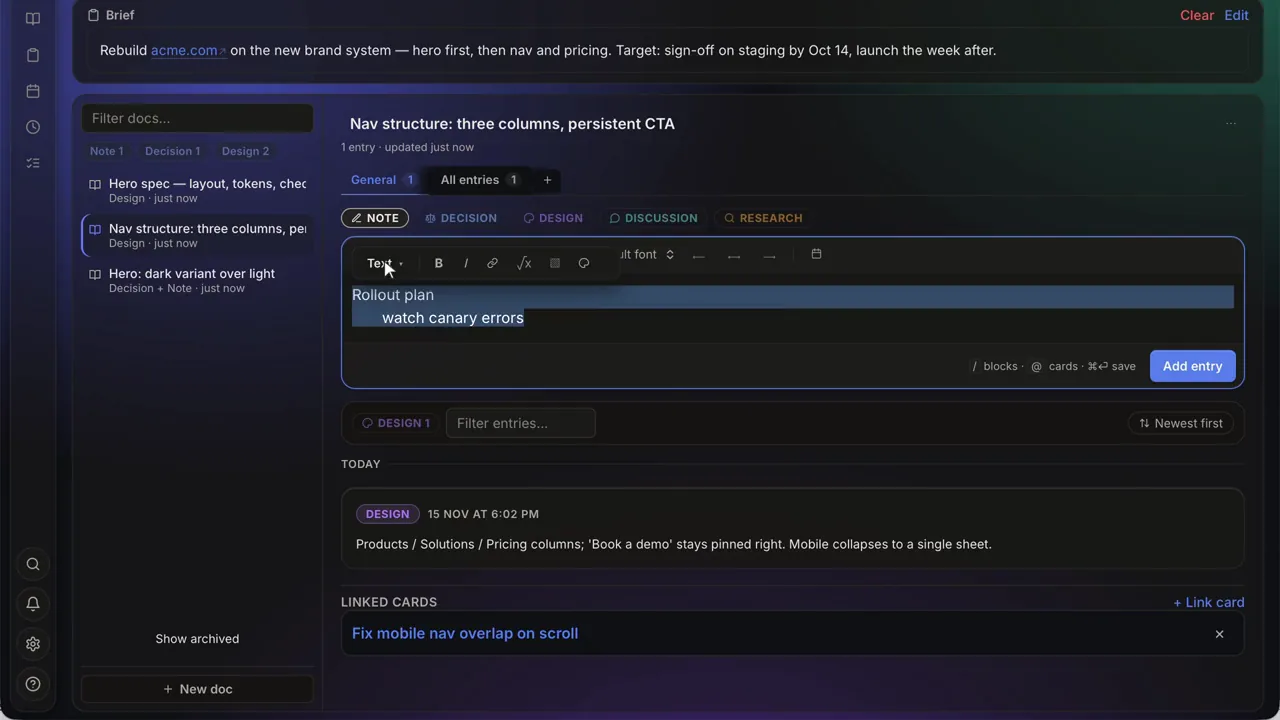 Brief
Clear Edit
Rebuild acme.com↗ on the new brand system — hero first, then nav and pricing. Target: sign-off on staging by Oct 14, launch the week after.
Filter docs...
Note 1 Decision 1 Design 2
Hero spec — layout, tokens, chec
Design · just now
Nav structure: three columns, per
Design · just now
Hero: dark variant over light
Decision + Note · just now
Show archived
+ New doc
Nav structure: three columns, persistent CTA
...
1 entry · updated just now
General 1 All entries 1 +
NOTE DECISION DESIGN DISCUSSION RESEARCH
Text B I √x font
Rollout plan
watch canary errors
/ blocks · @ cards · ⌘⏎ save Add entry
DESIGN 1 Filter entries... Newest first
TODAY
DESIGN 15 NOV AT 6:02 PM
Products / Solutions / Pricing columns; 'Book a demo' stays pinned right. Mobile collapses to a single sheet.
LINKED CARDS + Link card
Fix mobile nav overlap on scroll ×